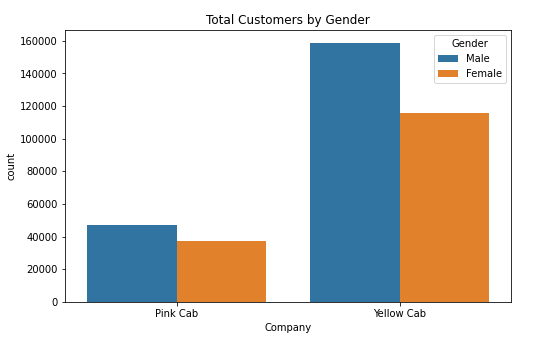 Total Customers by Gender
160000
140000
120000
100000
80000
60000
40000
20000
0
count
Gender
Male
Female
Pink Cab
Yellow Cab
Company